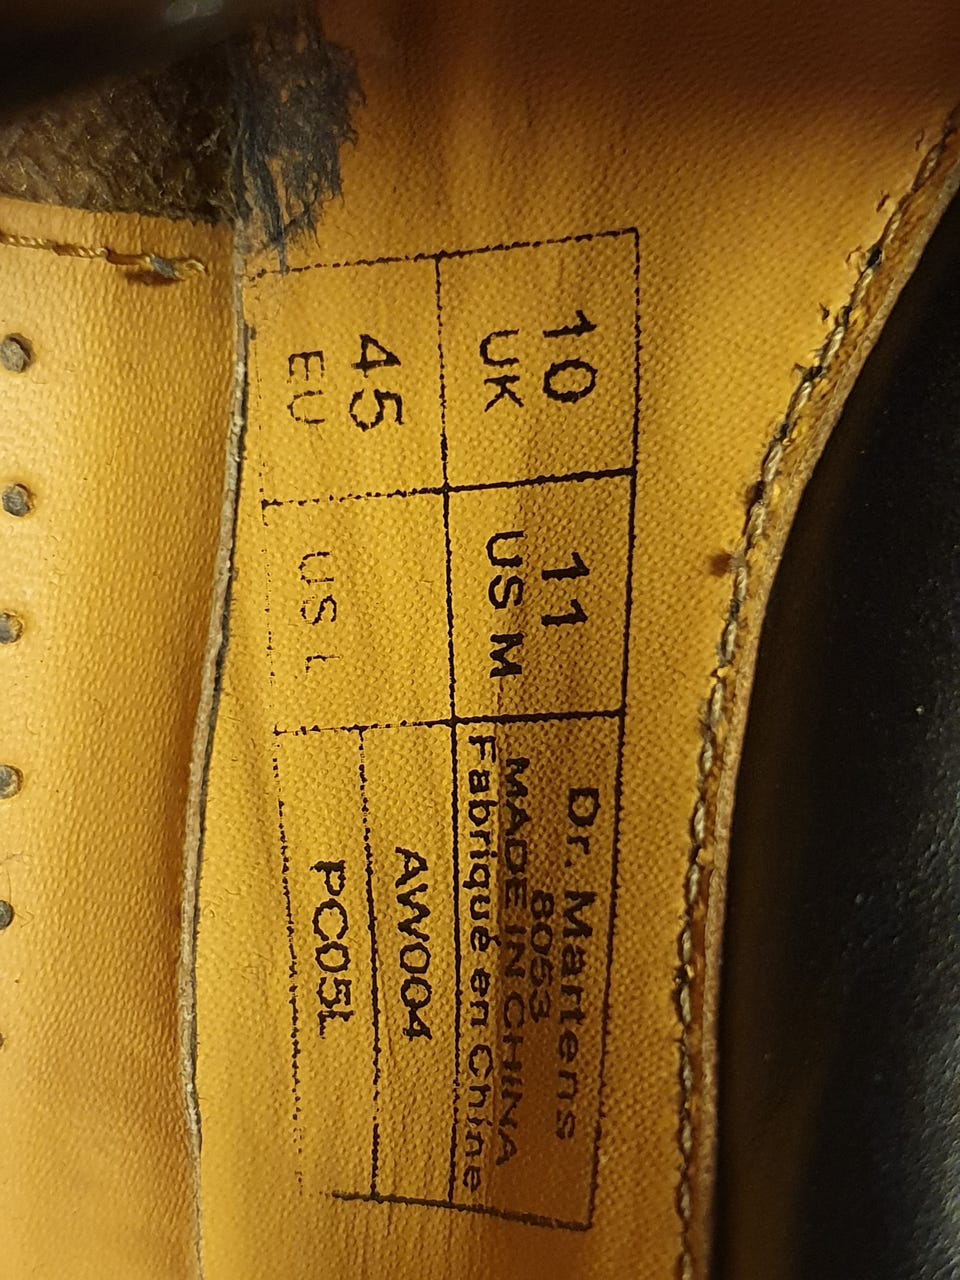 10
UK
11
US M
Dr. Martens
8053
MADE IN CHINA
Fabriqué en Chine
45
EU
US L
AW004
PC05L